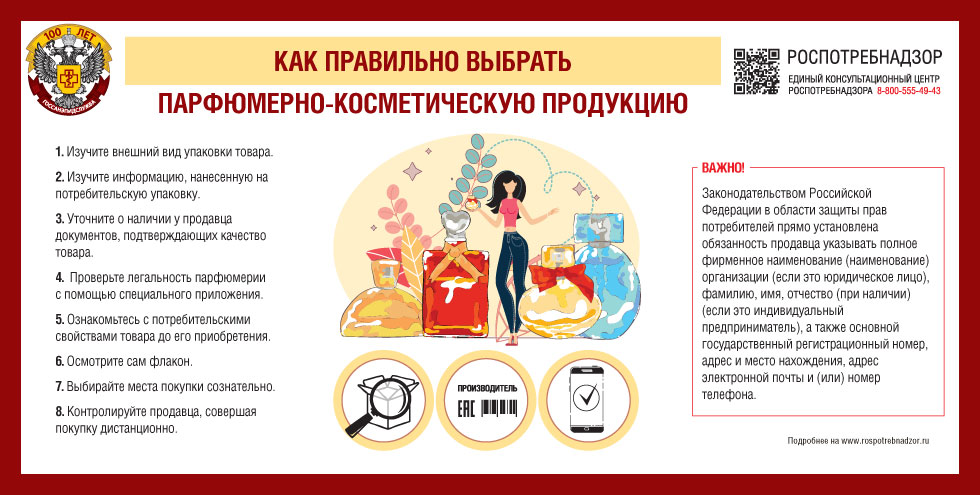 100 ЛЕТ
ГОССАНЭПИДСЛУЖБА
КАК ПРАВИЛЬНО ВЫБРАТЬ
ПАРФЮМЕРНО-КОСМЕТИЧЕСКУЮ ПРОДУКЦИЮ
РОСПОТРЕБНАДЗОР
ЕДИНЫЙ КОНСУЛЬТАЦИОННЫЙ ЦЕНТР
РОСПОТРЕБНАДЗОРА 8-800-555-49-43
1. Изучите внешний вид упаковки товара.
2. Изучите информацию, нанесенную на
потребительскую упаковку.
3. Уточните о наличии у продавца
документов, подтверждающих качество
товара.
4. Проверьте легальность парфюмерии
с помощью специального приложения.
5. Ознакомьтесь с потребительскими
свойствами товара до его приобретения.
6. Осмотрите сам флакон.
7. Выбирайте места покупки сознательно.
8. Контролируйте продавца, совершая
покупку дистанционно.
ПРОИЗВОДИТЕЛЬ
ЕАС
ВАЖНО!
Законодательством Российской
Федерации в области защиты прав
потребителей прямо установлена
обязанность продавца указывать полное
фирменное наименование (наименование)
организации (если это юридическое лицо),
фамилию, имя, отчество (при наличии)
(если это индивидуальный
предприниматель), а также основной
государственный регистрационный номер,
адрес и место нахождения, адрес
электронной почты и (или) номер
телефона.
Подробнее на www.rospotrebnadzor.ru